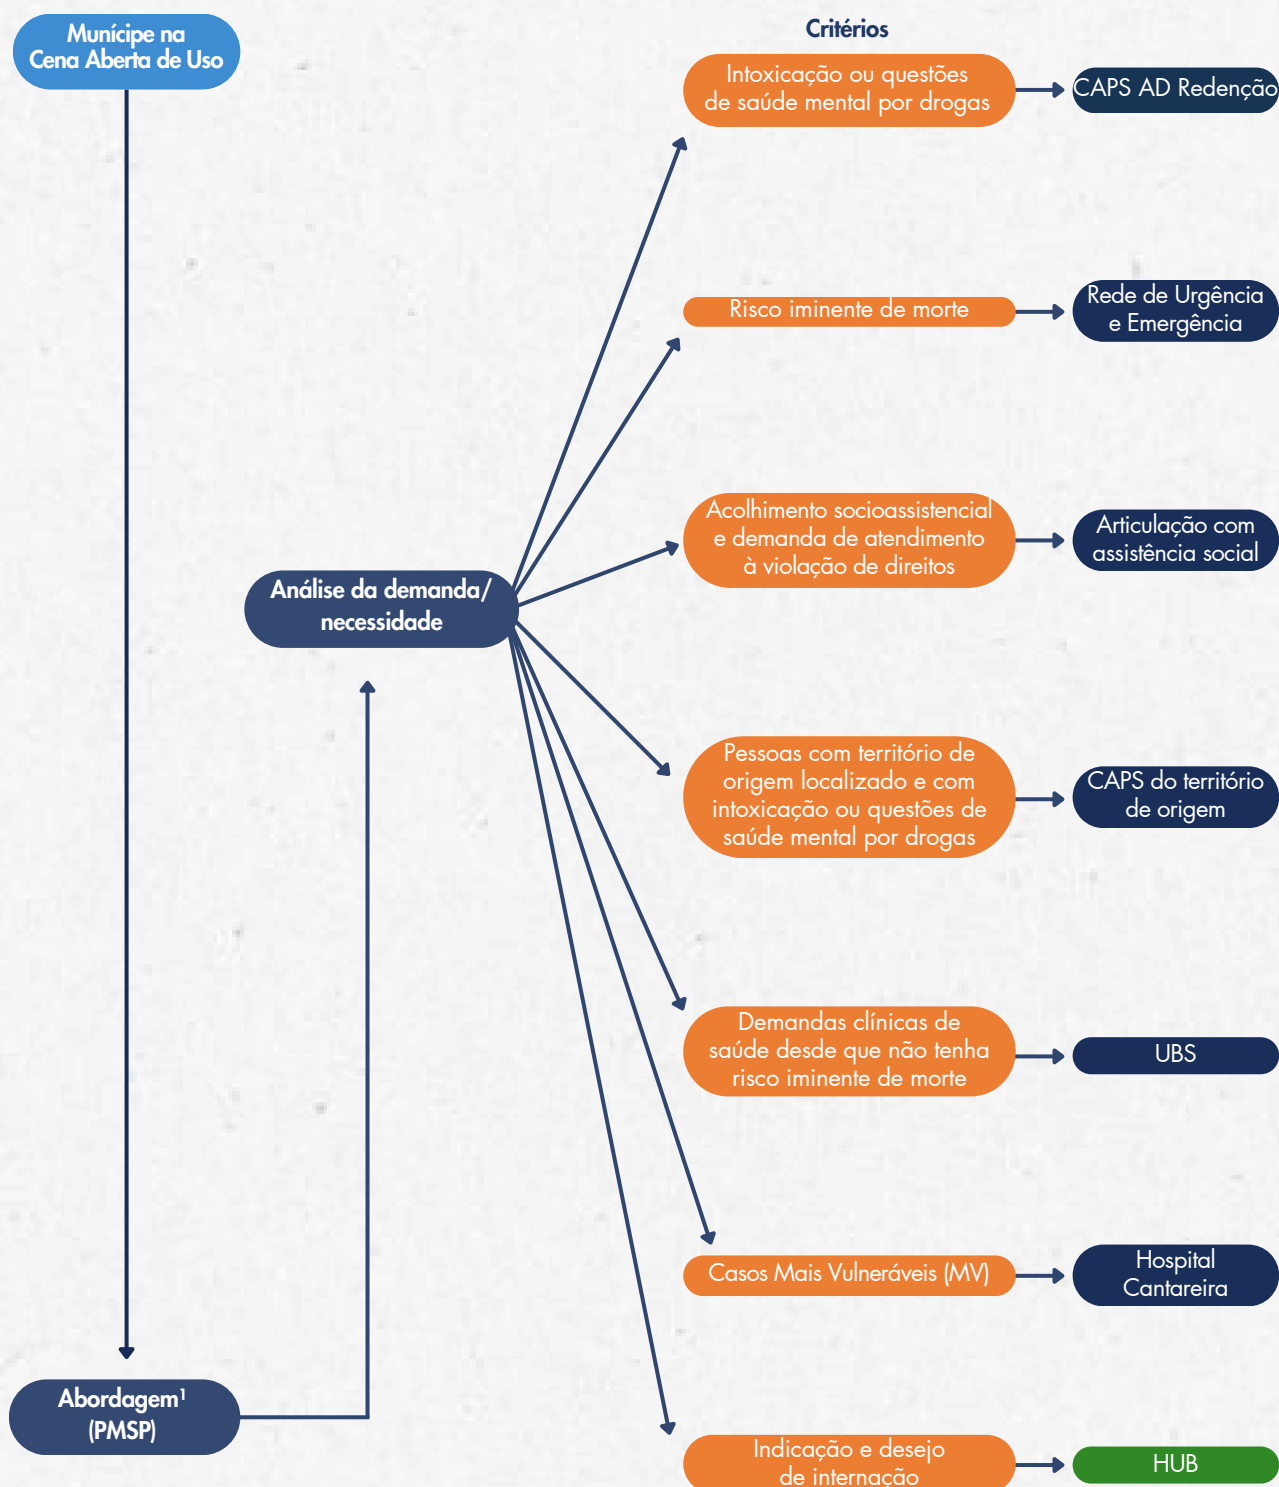 Munícipe na
Cena Aberta de Uso
Critérios
Intoxicação ou questões
de saúde mental por drogas
CAPS AD Redenção
Risco iminente de morte
Rede de Urgência
e Emergência
Acolhimento socioassistencial
e demanda de atendimento
à violação de direitos
Articulação com
assistência social
Análise da demanda/
necessidade
Pessoas com território de
origem localizado e com
intoxicação ou questões de
saúde mental por drogas
CAPS do território
de origem
Demandas clínicas de
saúde desde que não tenha
risco iminente de morte
UBS
Casos Mais Vulneráveis (MV)
Hospital
Cantareira
Abordagem¹
(PMSP)
Indicação e desejo
de internação
HUB